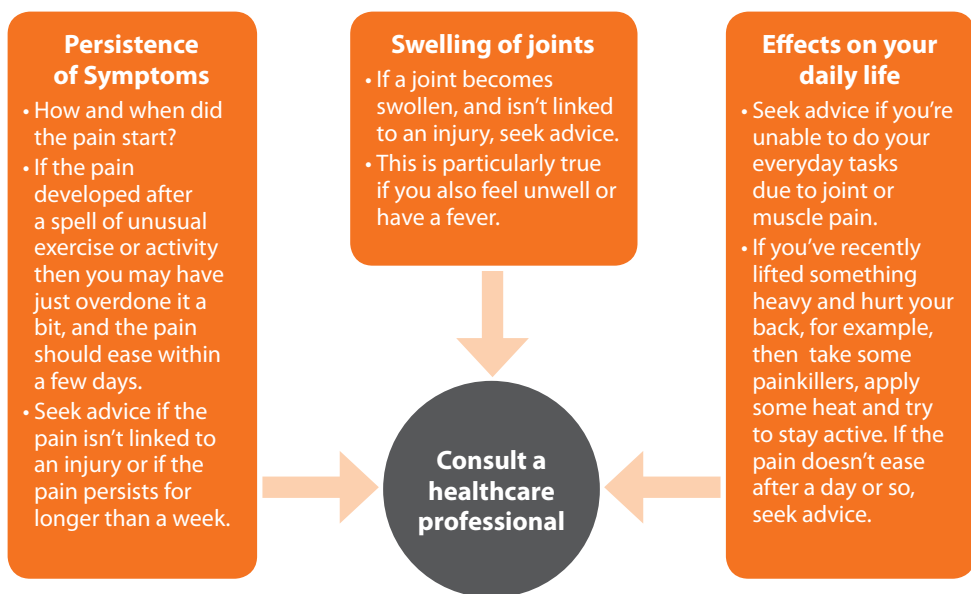 Persistence
of Symptoms
• How and when did
the pain start?
• If the pain
developed after
a spell of unusual
exercise or activity
then you may have
just overdone it a
bit, and the pain
should ease within
a few days.
• Seek advice if the
pain isn’t linked to
an injury or if the
pain persists for
longer than a week.
Swelling of joints
• If a joint becomes
swollen, and isn’t linked
to an injury, seek advice.
• This is particularly true
if you also feel unwell or
have a fever.
Effects on your
daily life
• Seek advice if you’re
unable to do your
everyday tasks
due to joint or
muscle pain.
• If you’ve recently
lifted something
heavy and hurt your
back, for example,
then take some
painkillers, apply
some heat and try
to stay active. If the
pain doesn’t ease
after a day or so,
seek advice.
Consult a
healthcare
professional